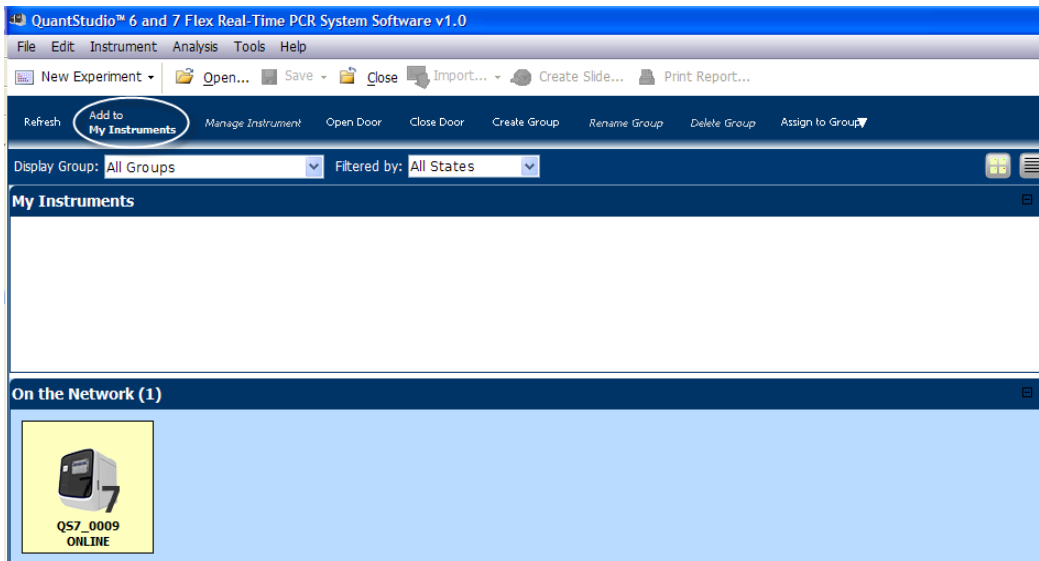 QuantStudio™ 6 and 7 Flex Real-Time PCR System Software v1.0
File Edit Instrument Analysis Tools Help
New Experiment Open... Save Close Import... Create Slide... Print Report...
Refresh Add to My Instruments Manage Instrument Open Door Close Door Create Group Rename Group Delete Group Assign to Group
Display Group: All Groups Filtered by: All States
My Instruments
On the Network (1)
7
QS7_0009
ONLINE